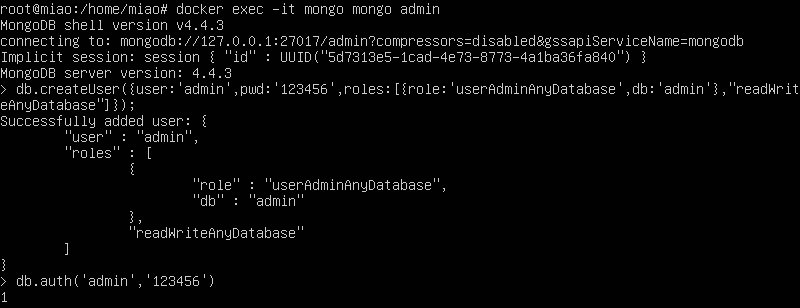 root@miao:/home/miao# docker exec -it mongo mongo admin
MongoDB shell version v4.4.3
connecting to: mongodb://127.0.0.1:27017/admin?compressors=disabled&gssapiServiceName=mongodb
Implicit session: session { "id" : UUID("5d7313e5-1cad-4e73-8773-4a1ba36fa840") }
MongoDB server version: 4.4.3
> db.createUser({user:'admin',pwd:'123456',roles:[{role:'userAdminAnyDatabase',db:'admin'},"readWrit
eAnyDatabase"]});
Successfully added user: {
        "user" : "admin",
        "roles" : [
                {
                        "role" : "userAdminAnyDatabase",
                        "db" : "admin"
                },
                "readWriteAnyDatabase"
        ]
}
> db.auth('admin','123456')
1